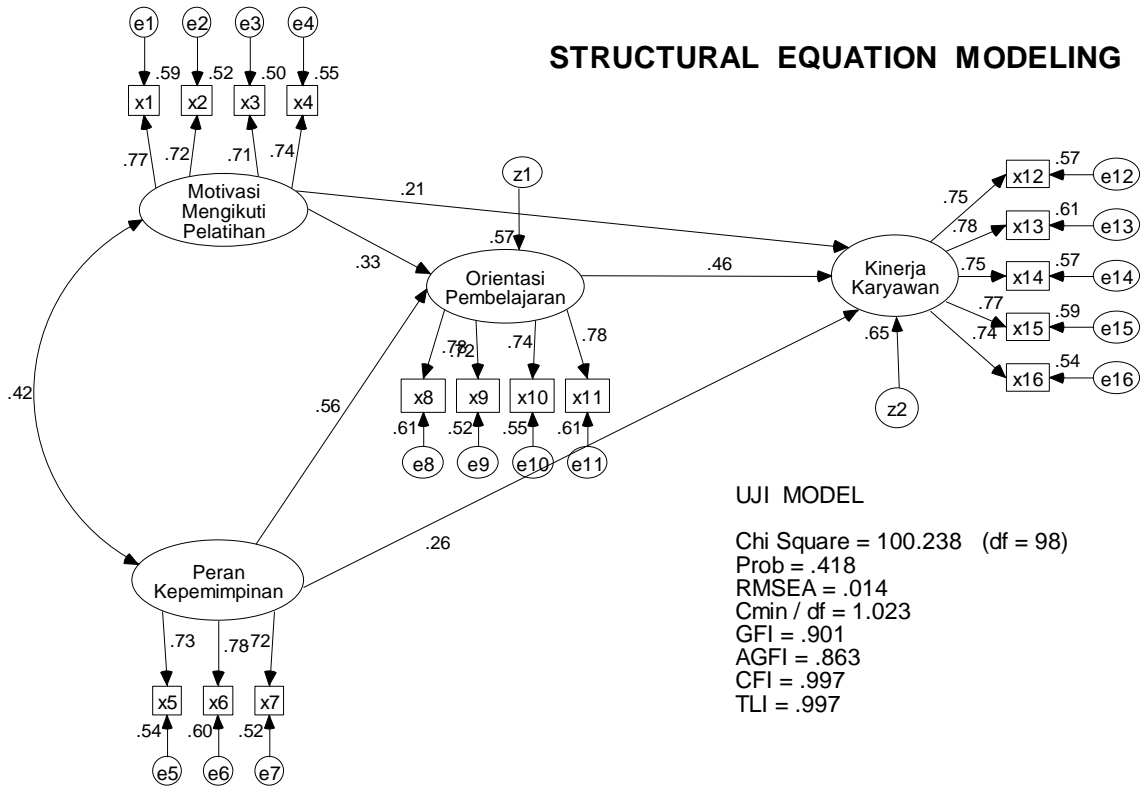 STRUCTURAL EQUATION MODELING
e1 e2 e3 e4
.59 .52 .50 .55
x1 x2 x3 x4
.77 .72 .71 .74
Motivasi
Mengikuti
Pelatihan
z1
.21
.33
.57
Orientasi
Pembelajaran
.46
.78 .72 .74 .78
x8 x9 x10 x11
.61 .52 .55 .61
e8 e9 e10 e11
.42
.56
.26
Peran
Kepemimpinan
.73 .78 .72
x5 x6 x7
.54 .60 .52
e5 e6 e7
Kinerja
Karyawan
.65
z2
.75 x12 .57 e12
.78 x13 .61 e13
.75 x14 .57 e14
.77 x15 .59 e15
.74 x16 .54 e16
UJI MODEL
Chi Square = 100.238 (df = 98)
Prob = .418
RMSEA = .014
Cmin / df = 1.023
GFI = .901
AGFI = .863
CFI = .997
TLI = .997